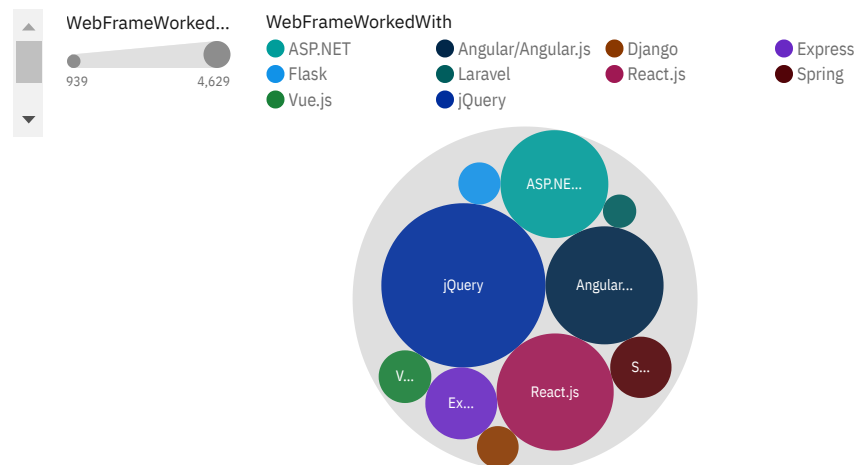 WebFrameWorked...
939
4,629
WebFrameWorkedWith
ASP.NET
Angular/Angular.js
Django
Express
Flask
Laravel
React.js
Spring
Vue.js
jQuery
ASP.NE...
jQuery
Angular...
V...
Ex...
React.js
S...